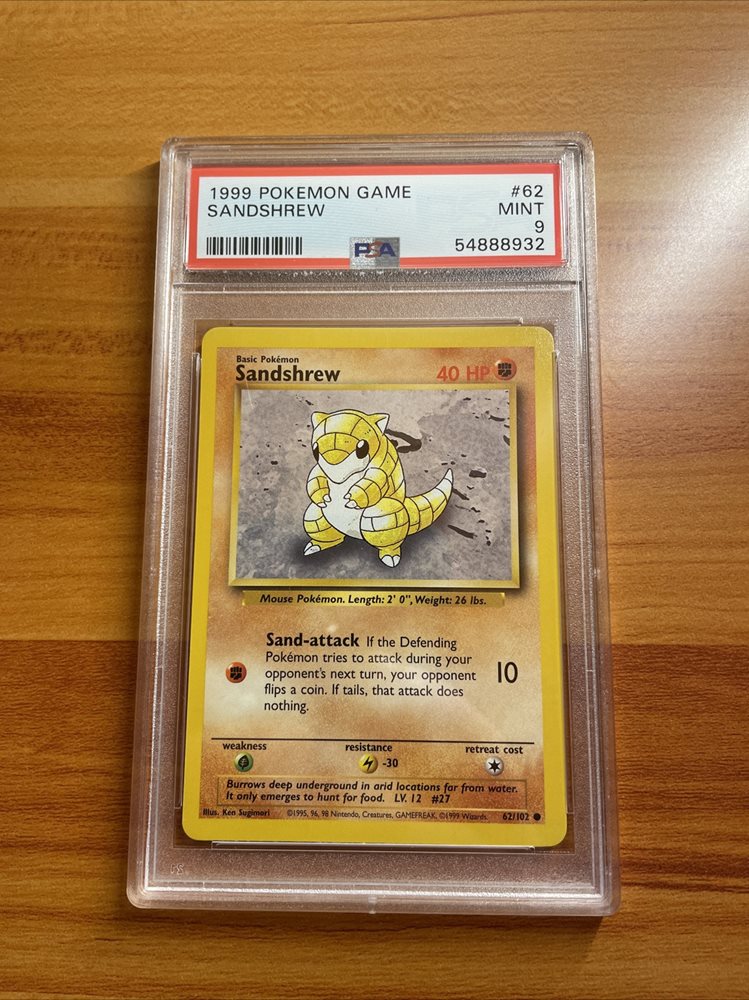 1999 POKEMON GAME #62
SANDSHREW MINT
9
PSA 54888932
Basic Pokémon
Sandshrew 40 HP
Mouse Pokémon. Length: 2' 0", Weight: 26 lbs.
Sand-attack If the Defending
Pokémon tries to attack during your
opponent's next turn, your opponent
flips a coin. If tails, that attack does
nothing.
10
weakness resistance retreat cost
-30
Burrows deep underground in arid locations far from water.
It only emerges to hunt for food. LV. 12 #27
Illus. Ken Sugimori ©1995, 96, 98 Nintendo, Creatures, GAMEFREAK. ©1999 Wizards. 62/102